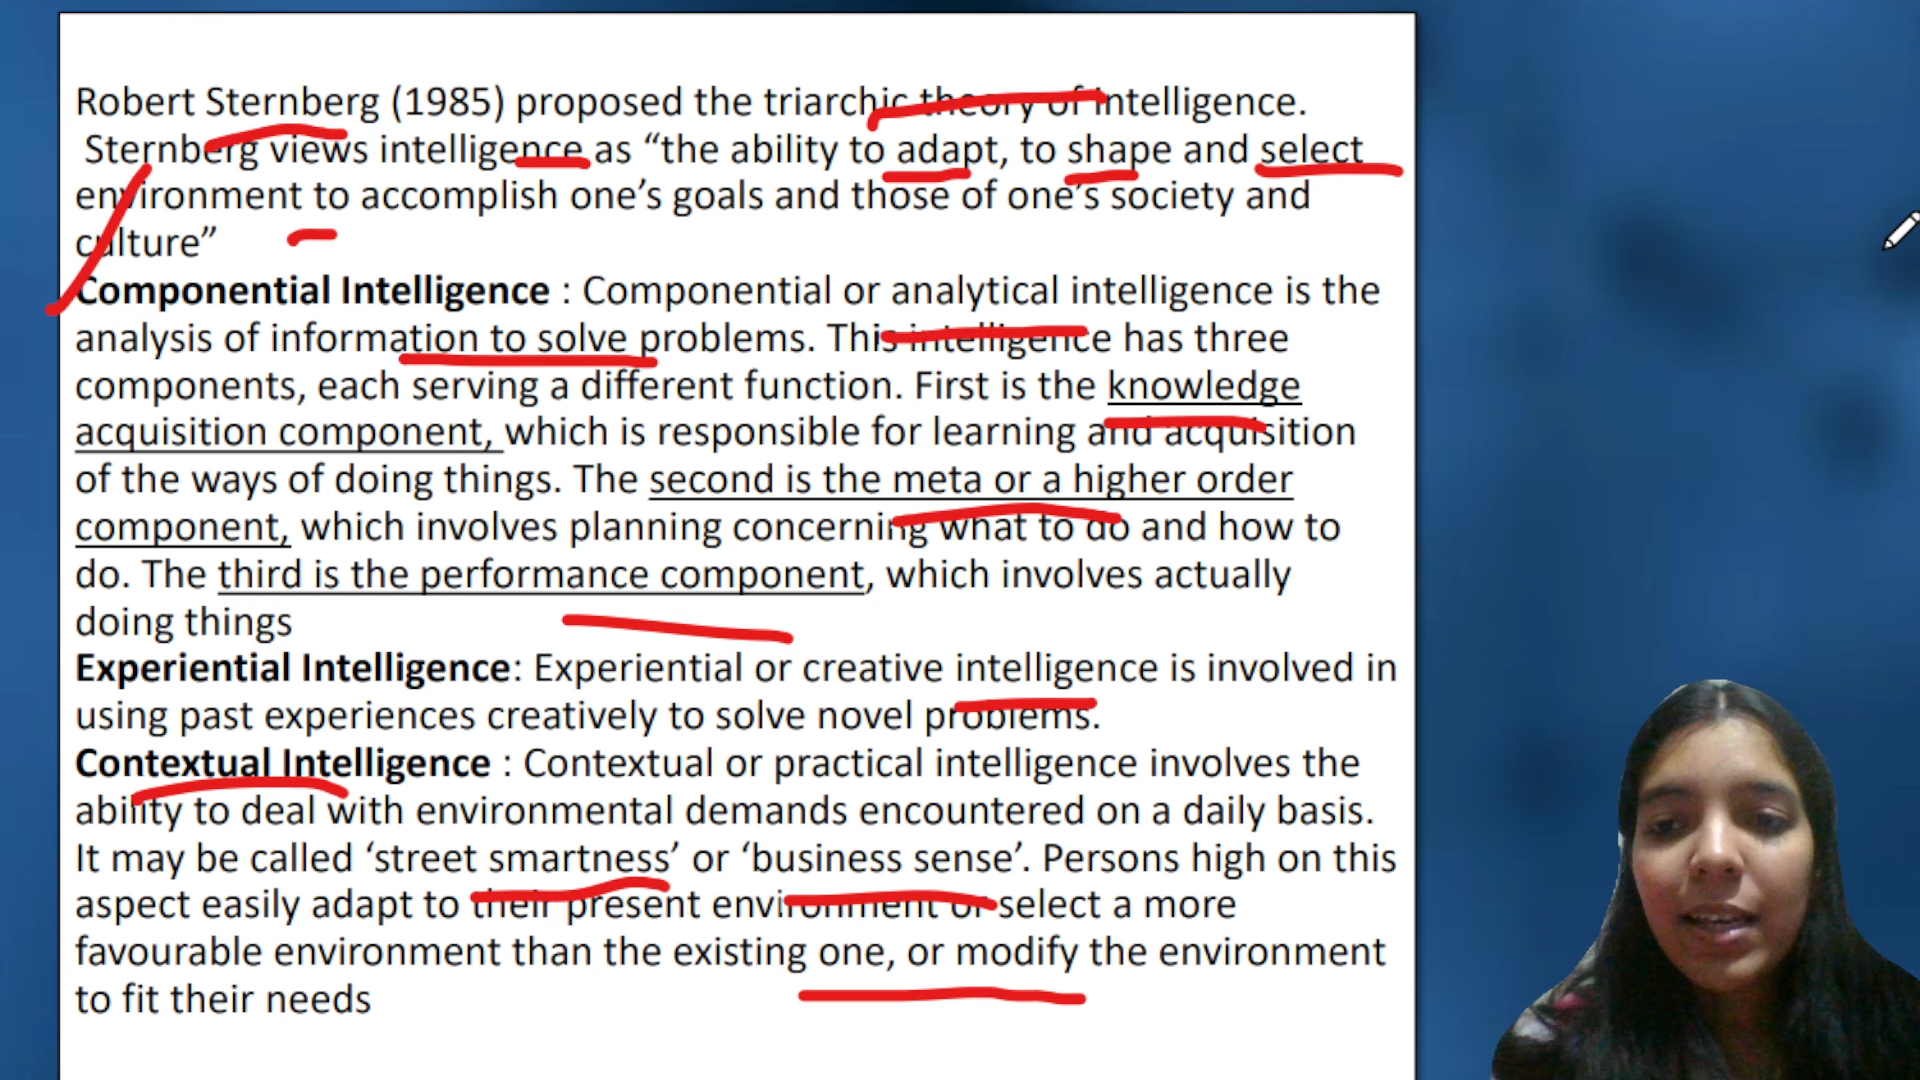 Robert Sternberg (1985) proposed the triarchic theory of intelligence.
Sternberg views intelligence as “the ability to adapt, to shape and select
environment to accomplish one’s goals and those of one’s society and
culture”
Componential Intelligence : Componential or analytical intelligence is the
analysis of information to solve problems. This intelligence has three
components, each serving a different function. First is the knowledge
acquisition component, which is responsible for learning and acquisition
of the ways of doing things. The second is the meta or a higher order
component, which involves planning concerning what to do and how to
do. The third is the performance component, which involves actually
doing things
Experiential Intelligence: Experiential or creative intelligence is involved in
using past experiences creatively to solve novel problems.
Contextual Intelligence : Contextual or practical intelligence involves the
ability to deal with environmental demands encountered on a daily basis.
It may be called ‘street smartness’ or ‘business sense’. Persons high on this
aspect easily adapt to their present environment or select a more
favourable environment than the existing one, or modify the environment
to fit their needs